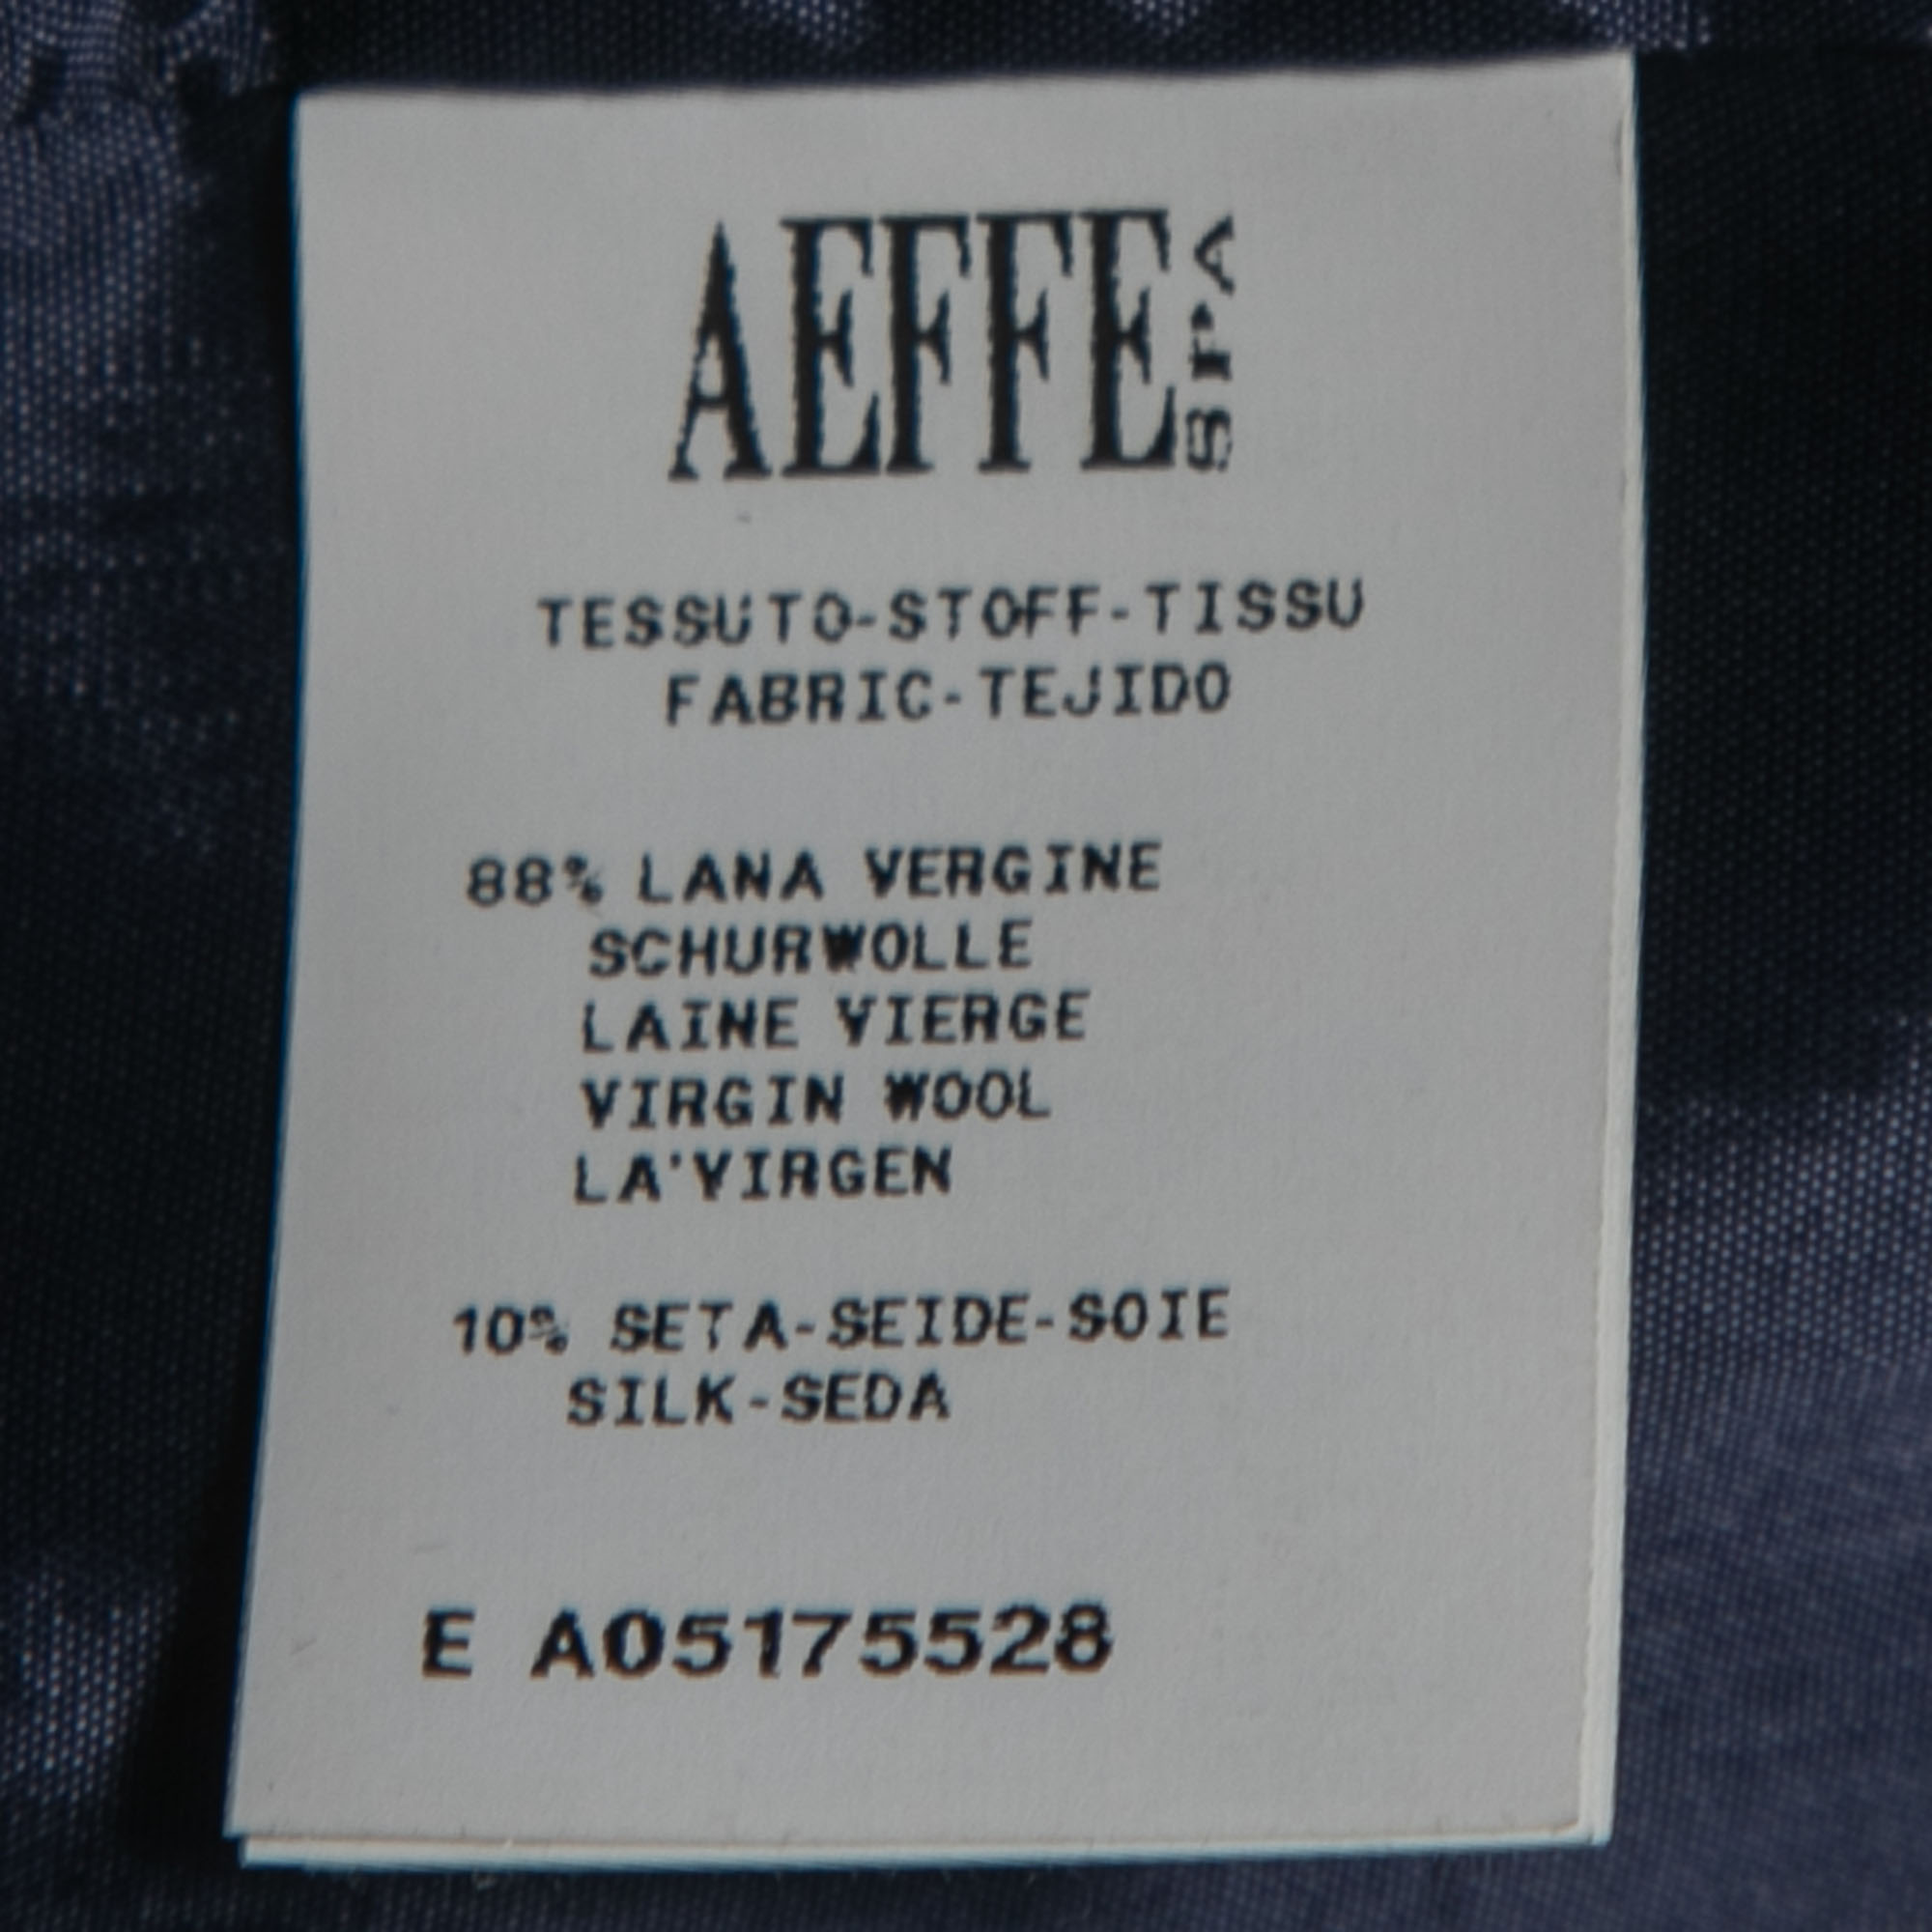 AEFFE SPA
TESSUTO-STOFF-TISSU
FABRIC-TEJIDO
88% LANA VERGINE
SCHURWOLLE
LAINE VIERGE
VIRGIN WOOL
LA'VIRGEN
10% SETA-SEIDE-SOIE
SILK-SEDA
E A05175528